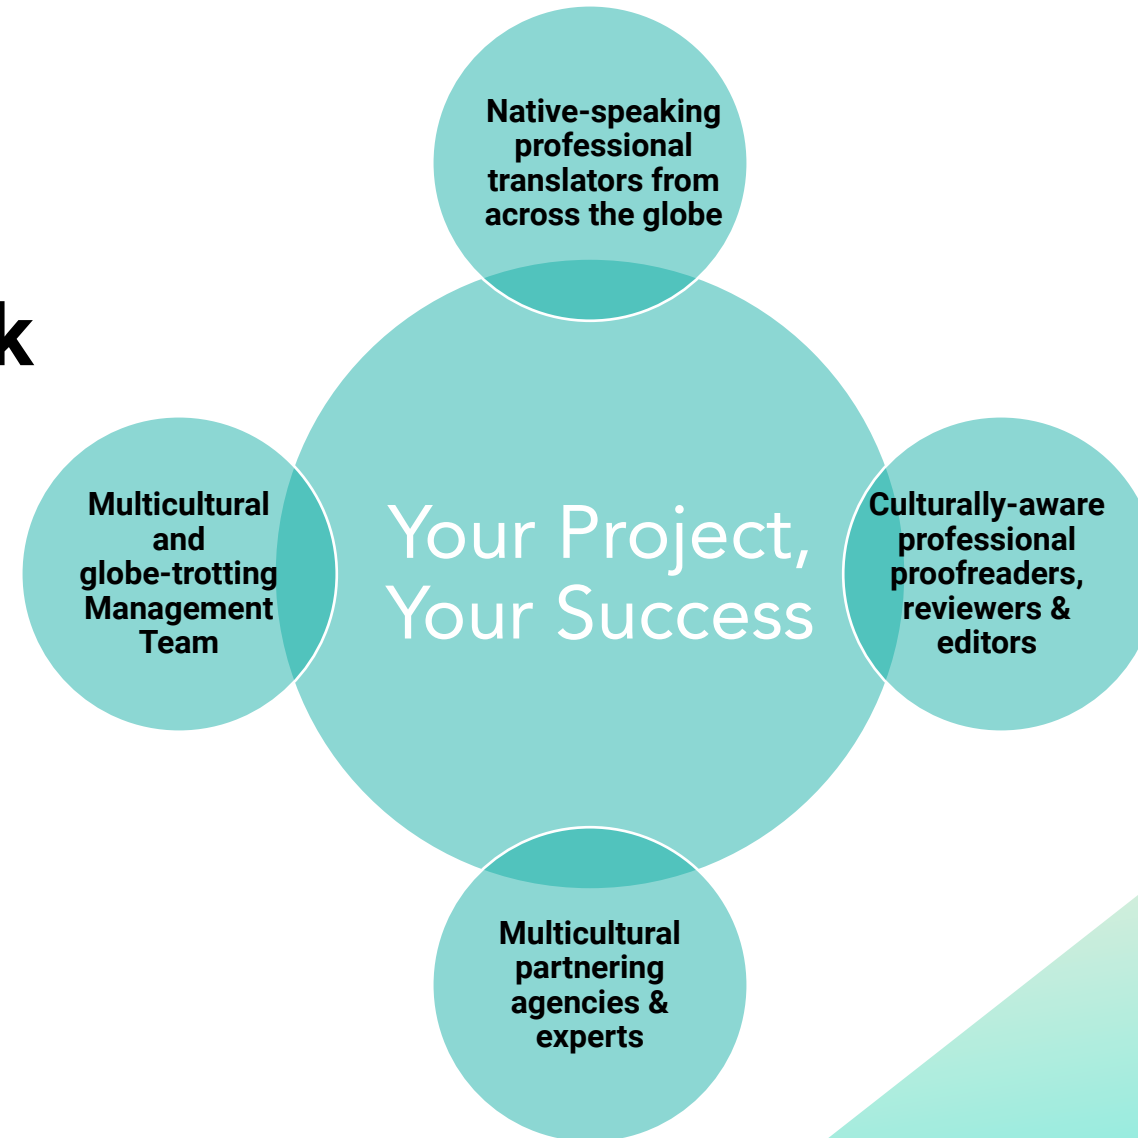 Native-speaking
professional
translators from
across the globe
k
Multicultural
and
globe-trotting
Management
Team
Your Project,
Your Success
Culturally-aware
professional
proofreaders,
reviewers &
editors
Multicultural
partnering
agencies &
experts